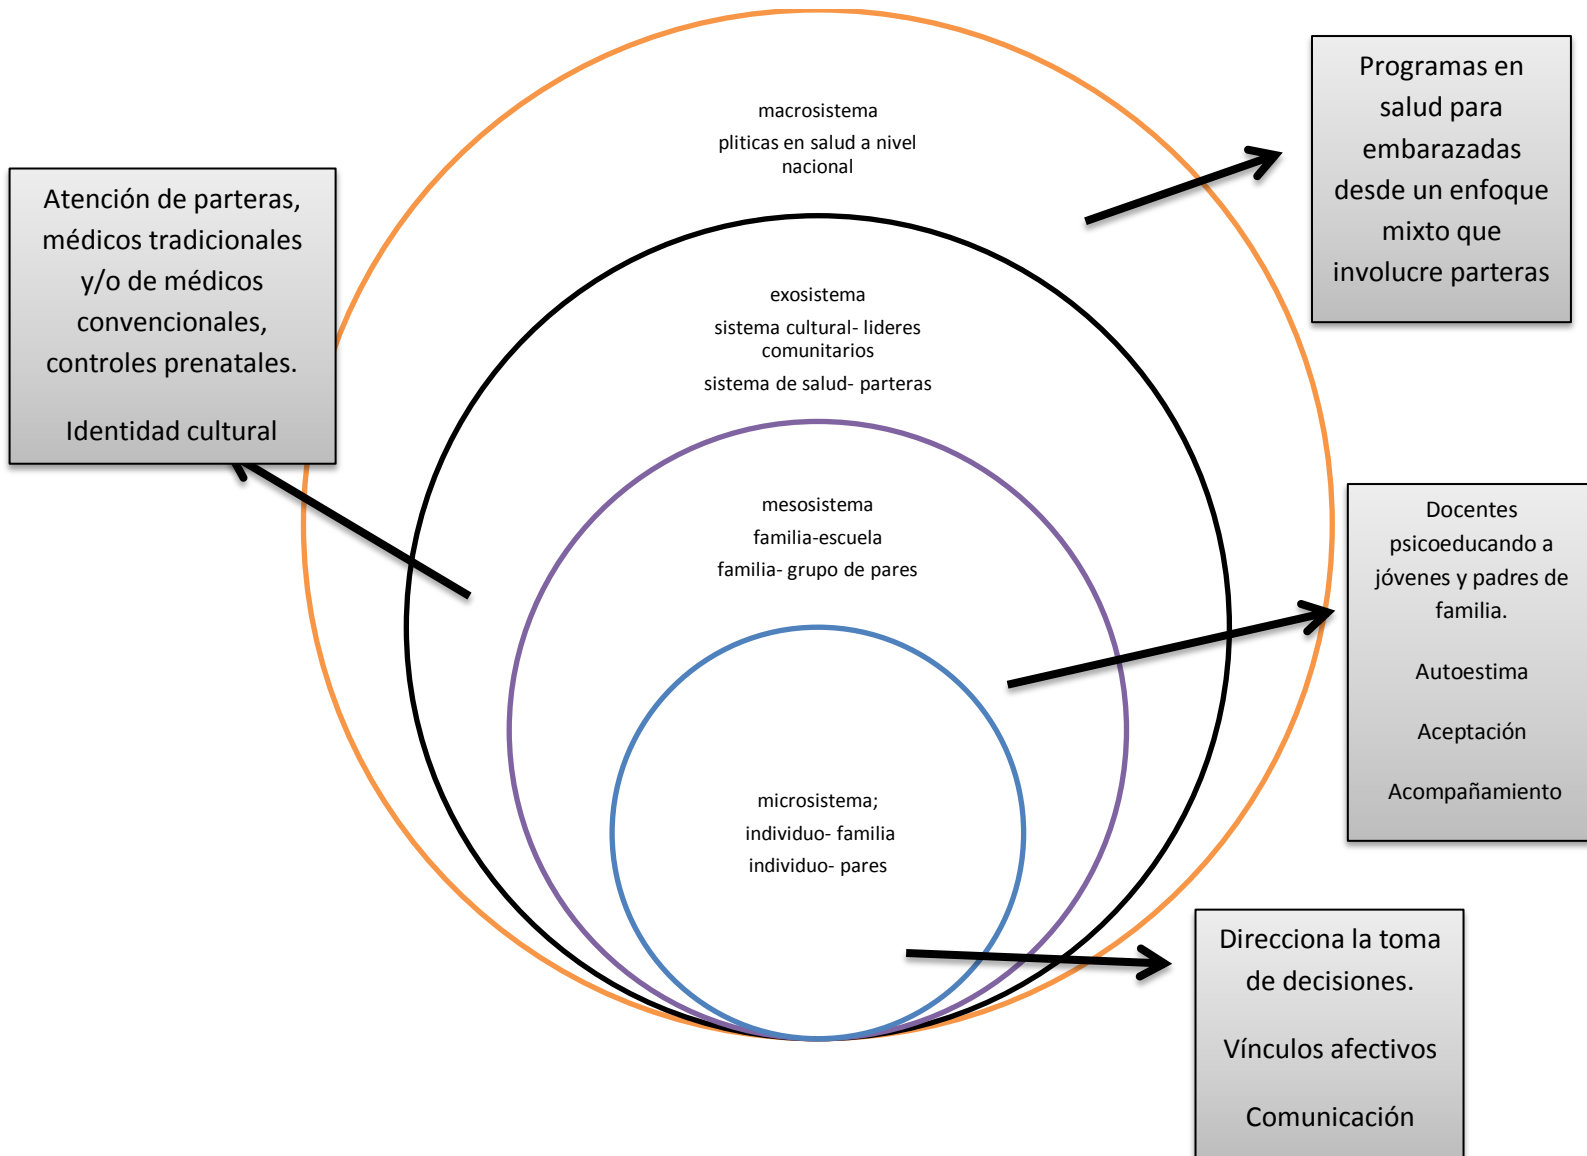 macrosistema
pliticas en salud a nivel
nacional
exosistema
sistema cultural- lideres
comunitarios
sistema de salud- parteras
mesosistema
familia-escuela
familia- grupo de pares
microsistema;
individuo- familia
individuo- pares
Atención de parteras,
médicos tradicionales
y/o de médicos
convencionales,
controles prenatales.
Identidad cultural
Programas en
salud para
embarazadas
desde un enfoque
mixto que
involucre parteras
Docentes
psicoeducando a
jóvenes y padres de
familia.
Autoestima
Aceptación
Acompañamiento
Direcciona la toma
de decisiones.
Vínculos afectivos
Comunicación